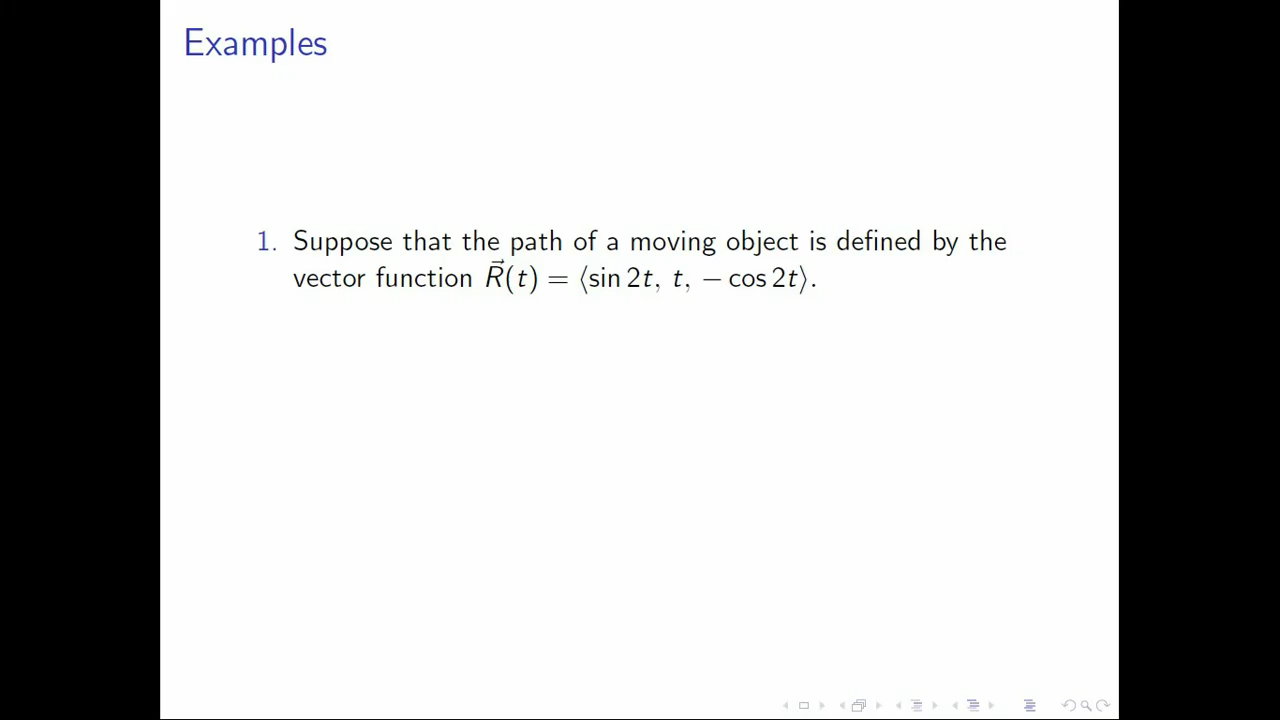 Examples
1. Suppose that the path of a moving object is defined by the
vector function R⃗(t) = ⟨sin 2t, t, − cos 2t⟩.